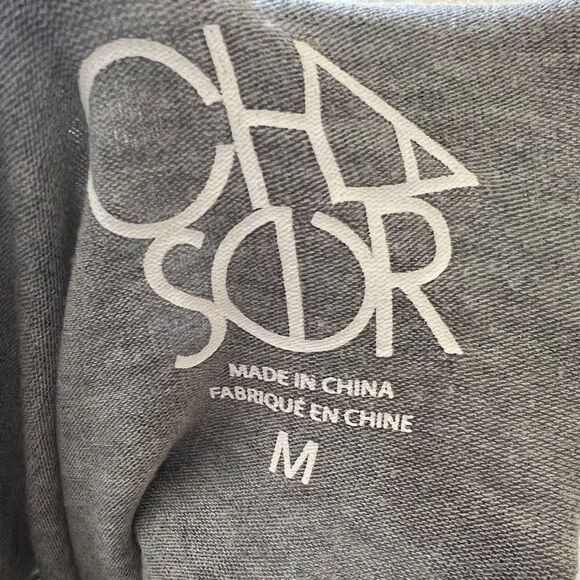 CHA
SER
MADE IN CHINA
FABRIQUÉ EN CHINE
M